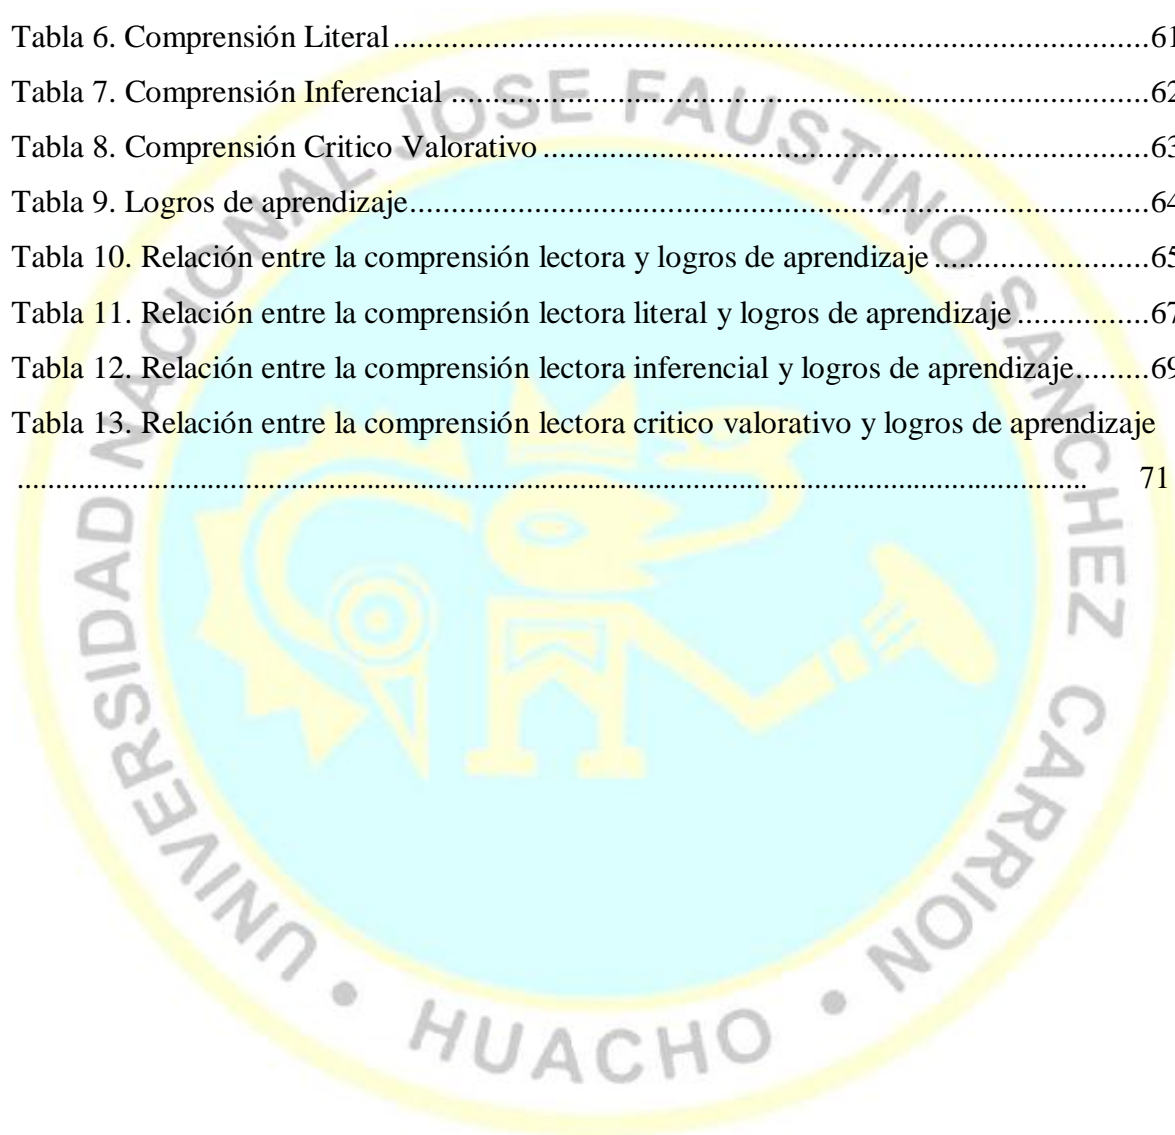 Tabla 6. Comprensión Literal........................................61
Tabla 7. Comprensión Inferencial........................................62
Tabla 8. Comprensión Critico Valorativo........................................63
Tabla 9. Logros de aprendizaje........................................64
Tabla 10. Relación entre la comprensión lectora y logros de aprendizaje........................65
Tabla 11. Relación entre la comprensión lectora literal y logros de aprendizaje................67
Tabla 12. Relación entre la comprensión lectora inferencial y logros de aprendizaje.........69
Tabla 13. Relación entre la comprensión lectora critico valorativo y logros de aprendizaje
........................................ 71
UNIVERSIDAD NACIONAL JOSE FAUSTINO SANCHEZ CARRION • HUACHO •